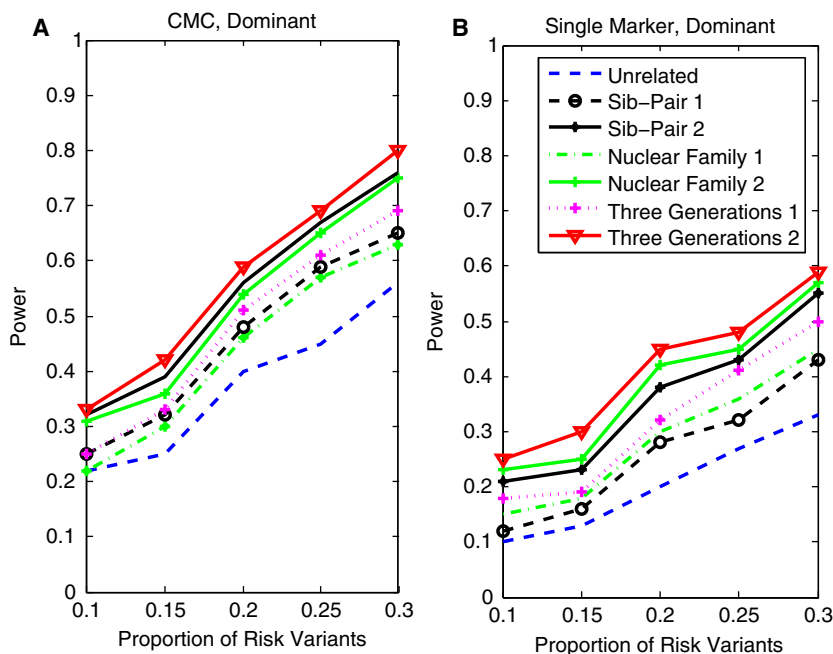 A
CMC, Dominant
1
0.9
0.8
0.7
0.6
0.5
0.4
0.3
0.2
0.1
0
Power
0.1 0.15 0.2 0.25 0.3
Proportion of Risk Variants
B
Single Marker, Dominant
1
0.9
0.8
0.7
0.6
0.5
0.4
0.3
0.2
0.1
0
Power
Unrelated
Sib−Pair 1
Sib−Pair 2
Nuclear Family 1
Nuclear Family 2
Three Generations 1
Three Generations 2
0.1 0.15 0.2 0.25 0.3
Proportion of Risk Variants